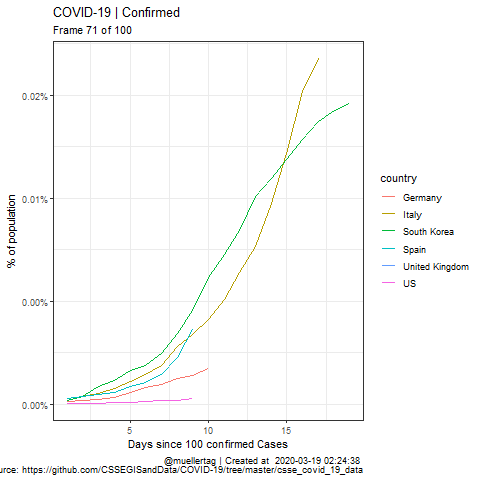 COVID-19 | Confirmed
Frame 71 of 100
0.02%
0.01%
0.00%
0.00%
% of population
5
10
15
Days since 100 confirmed Cases
country
Germany
Italy
South Korea
Spain
United Kingdom
US
@muellertag | Created at 2020-03-19 02:24:38
urce: https://github.com/CSSEGISandData/COVID-19/tree/master/csse_covid_19_data